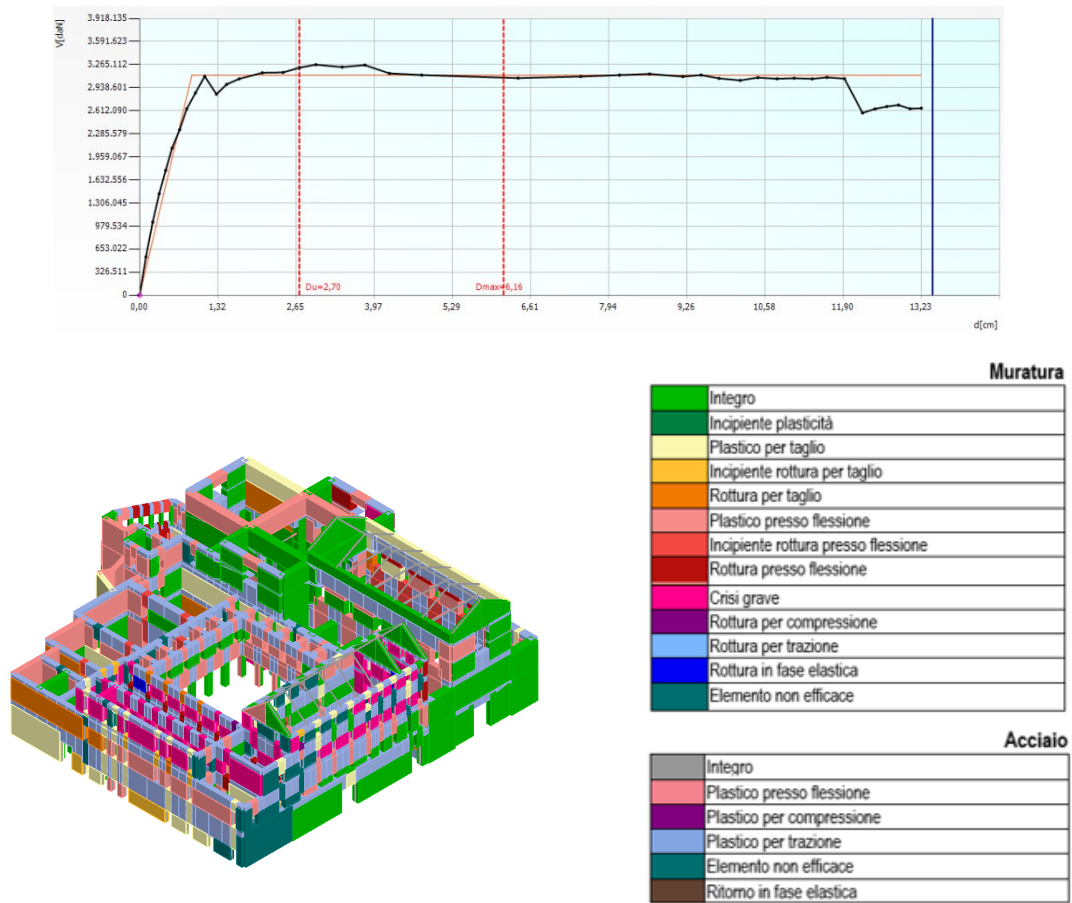 V[daN]
3.918.135
3.591.623
3.265.112
2.938.601
2.612.090
2.285.579
1.959.067
1.632.556
1.306.045
979.534
653.022
326.511
0
Du=2,70
Dmax=6,16
0,00
1,32
2,65
3,97
5,29
6,61
7,94
9,26
10,58
11,90
13,23
d[cm]
Muratura
Integro
Incipiente plasticità
Plastico per taglio
Incipiente rottura per taglio
Rottura per taglio
Plastico presso flessione
Incipiente rottura presso flessione
Rottura presso flessione
Crisi grave
Rottura per compressione
Rottura per trazione
Rottura in fase elastica
Elemento non efficace
Acciaio
Integro
Plastico presso flessione
Plastico per compressione
Plastico per trazione
Elemento non efficace
Ritorno in fase elastica